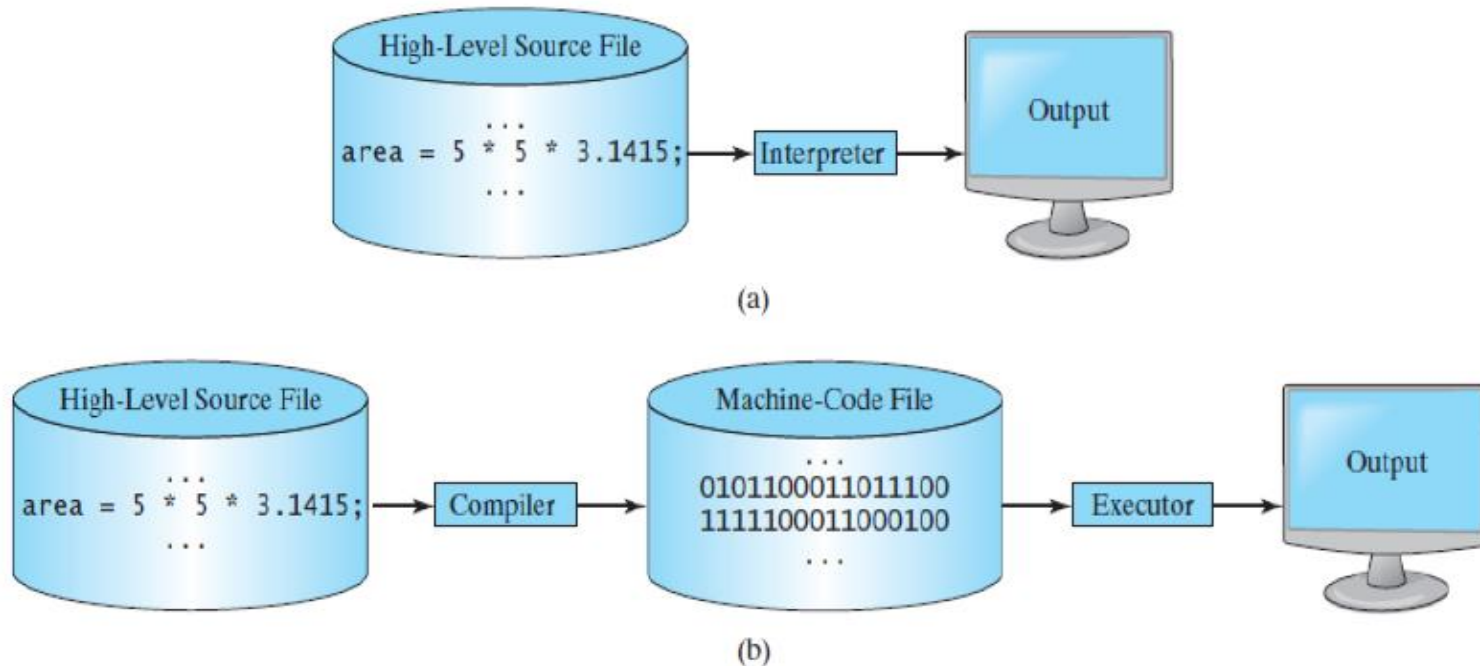 High-Level Source File
...
area = 5 * 5 * 3.1415;
...
Interpreter
Output
(a)
High-Level Source File
...
area = 5 * 5 * 3.1415;
...
Compiler
Machine-Code File
...
0101100011011100
1111100011000100
...
Executor
Output
(b)